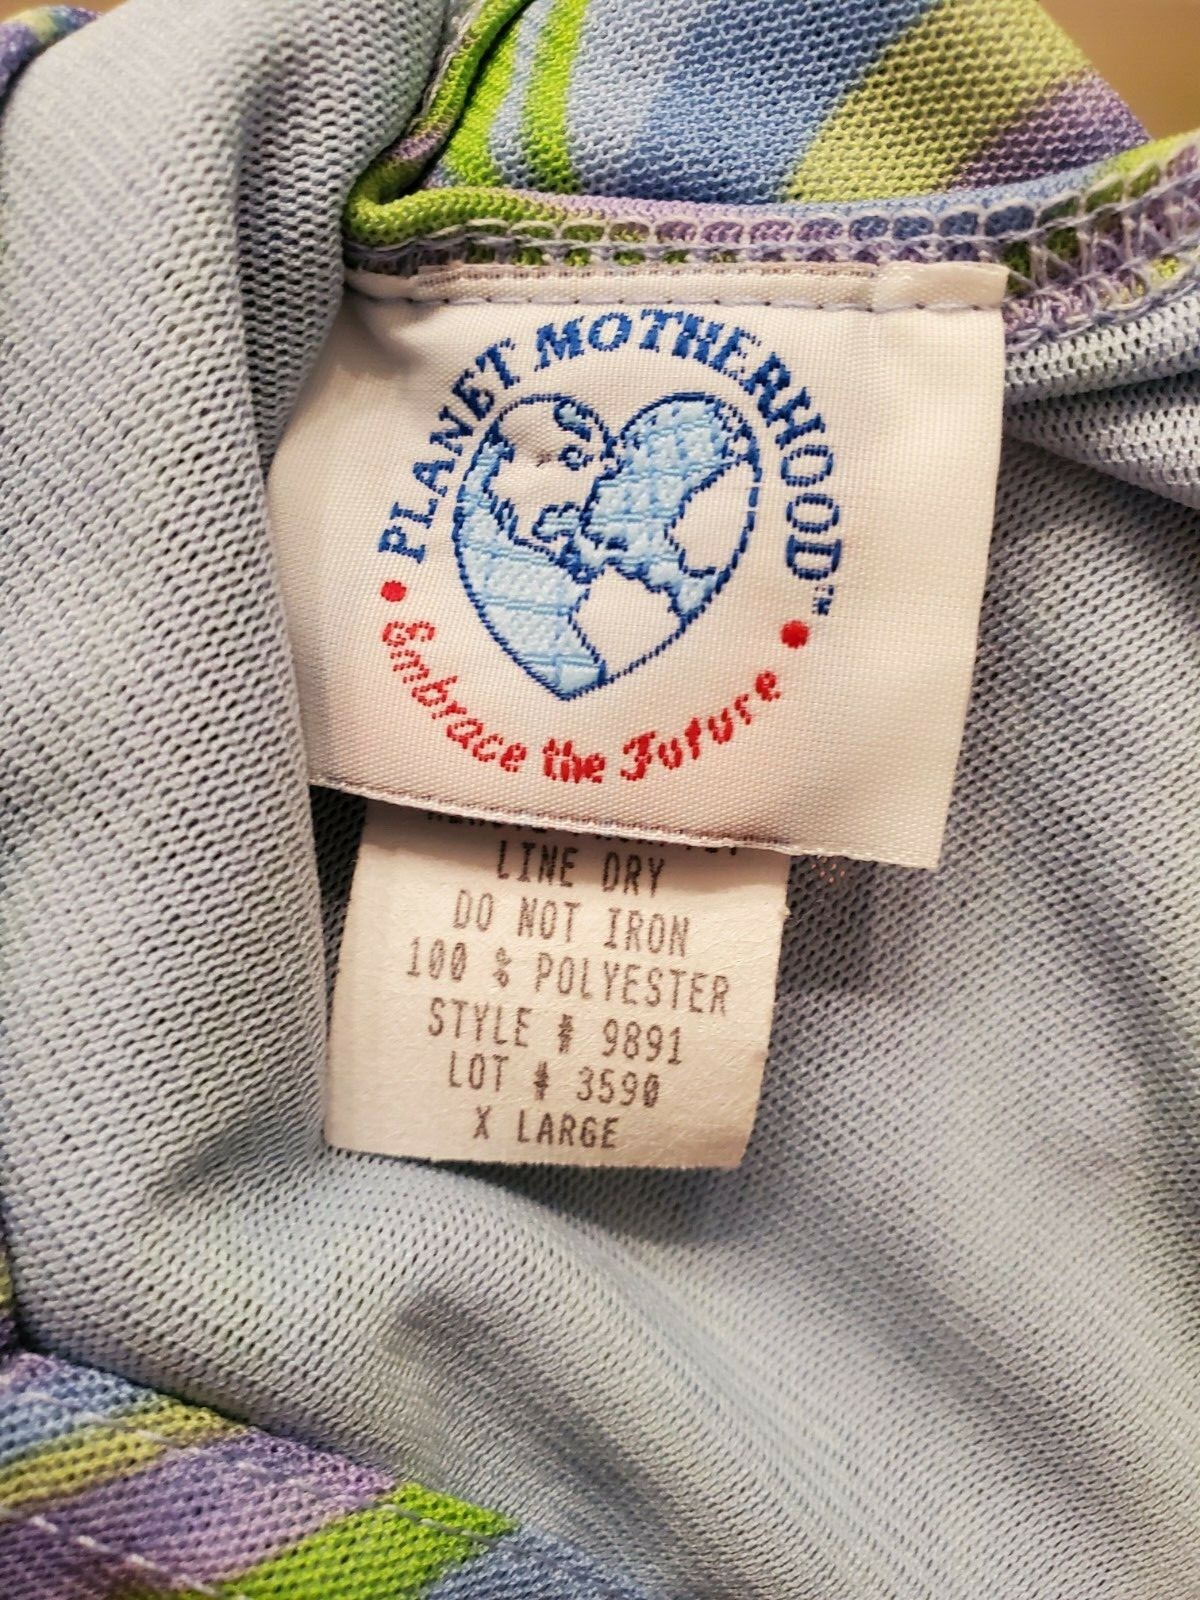 PLANET MOTHERHOOD™
• Embrace the Future •
LINE DRY
DO NOT IRON
100 % POLYESTER
STYLE # 9891
LOT # 3590
X LARGE